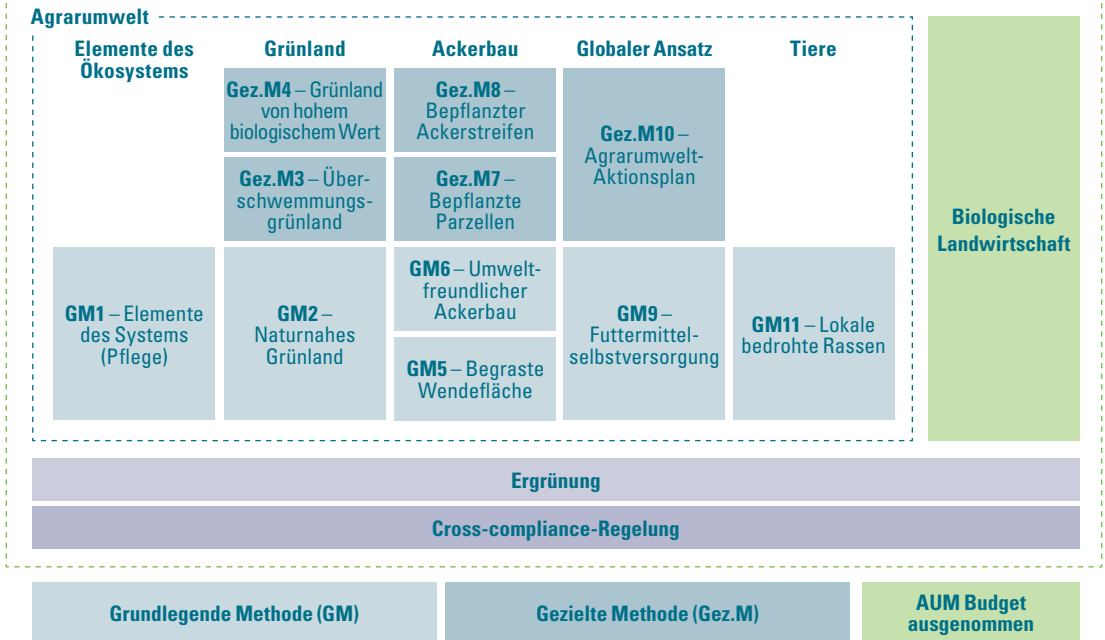 Agrarumwelt
Elemente des
Ökosystems
Grünland
Ackerbau
Globaler Ansatz
Tiere
Gez.M4 – Grünland
von hohem
biologischem Wert
Gez.M8 –
Bepflanzter
Ackerstreifen
Gez.M10 –
Agrarumwelt-
Aktionsplan
Gez.M3 – Über-
schwemmungs-
grünland
Gez.M7 –
Bepflanzte
Parzellen
Biologische
Landwirtschaft
GM1 – Elemente
des Systems
(Pflege)
GM2 –
Naturnahes
Grünland
GM6 – Umwelt-
freundlicher
Ackerbau
GM5 – Begraste
Wendefläche
GM9 –
Futtermittel-
selbstversorgung
GM11 – Lokale
bedrohte Rassen
Ergrünung
Cross-compliance-Regelung
Grundlegende Methode (GM)
Gezielte Methode (Gez.M)
AUM Budget
ausgenommen